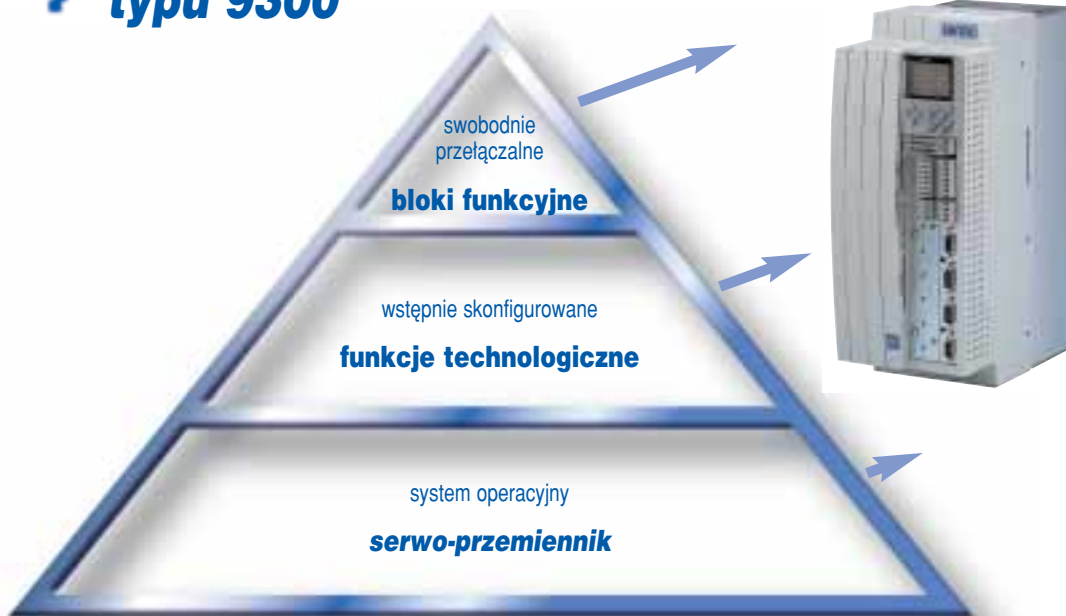 typu 9300
swobodnie
przełączalne
bloki funkcyjne
wstępnie skonfigurowane
funkcje technologiczne
system operacyjny
serwo-przemiennik